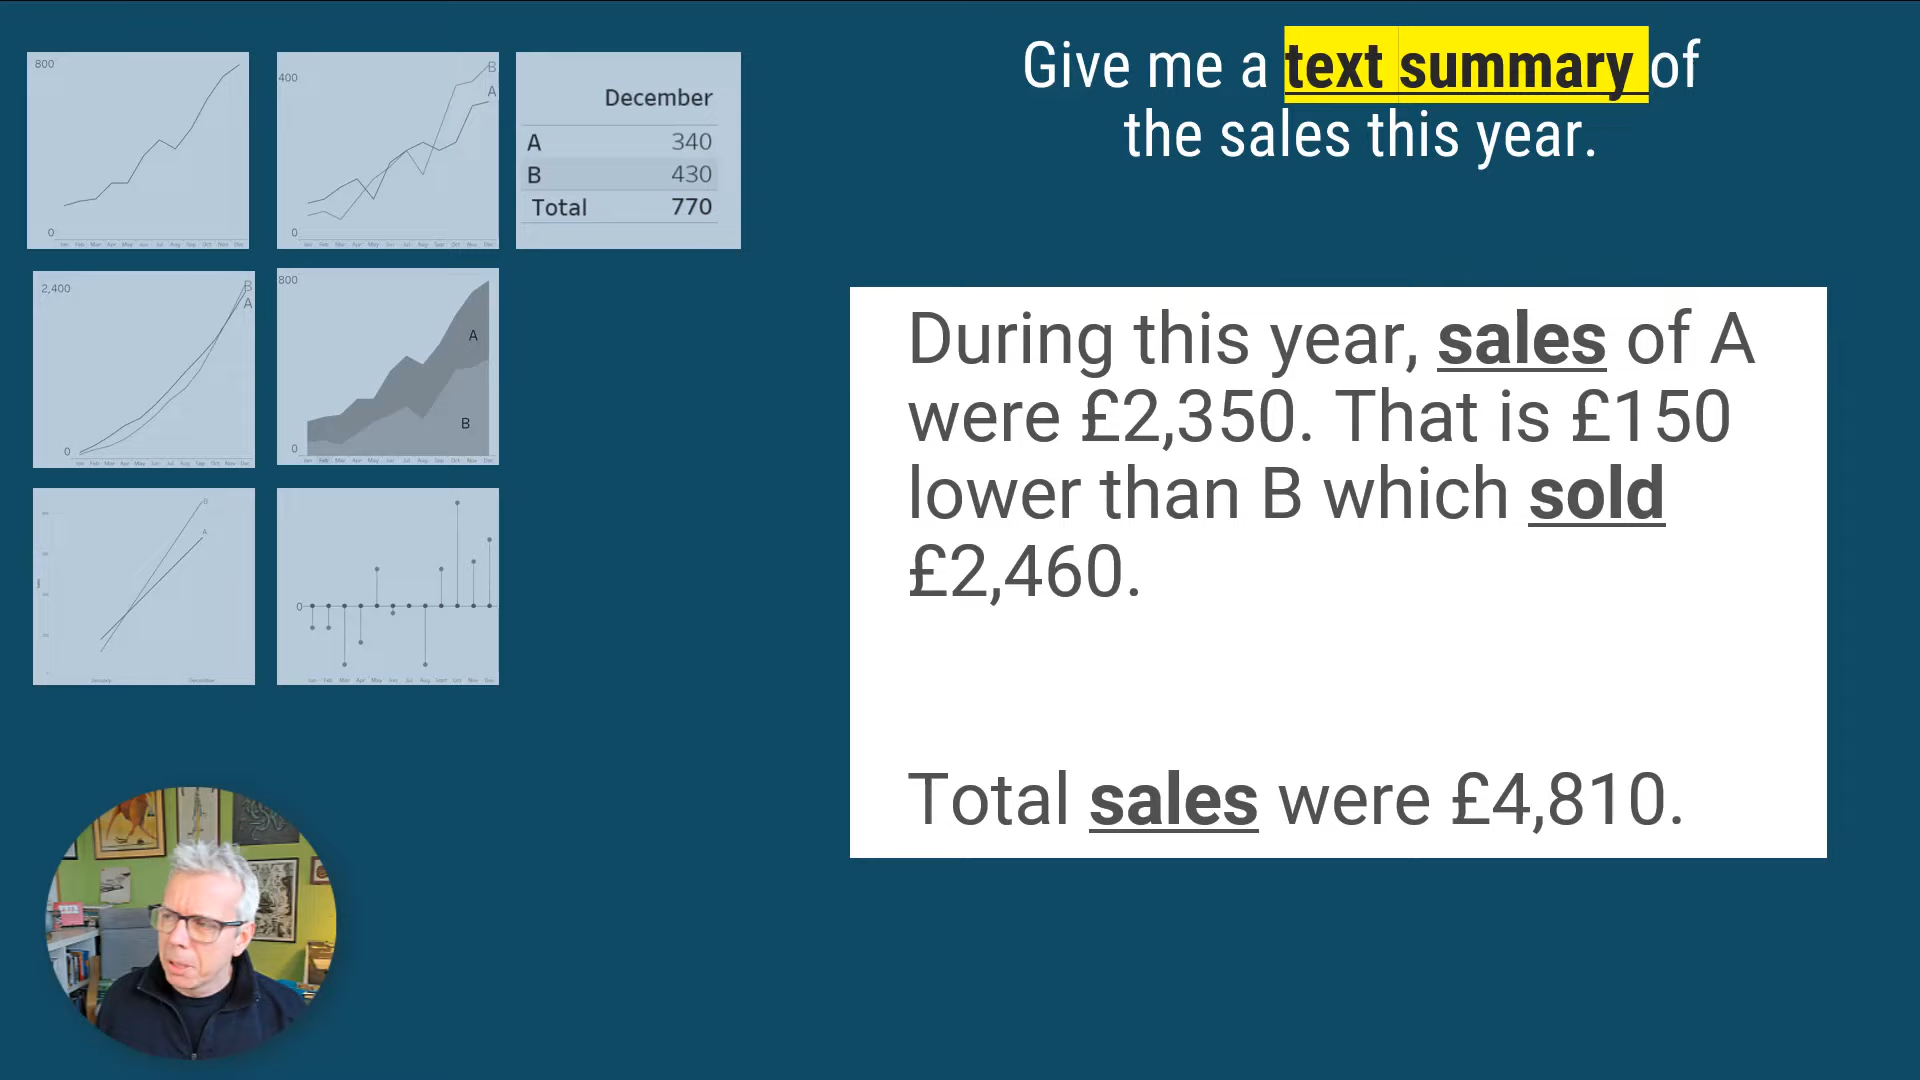 Give me a text summary of
the sales this year.
800
0
400
B
A
0
December
A 340
B 430
Total 770
2,400
B
A
0
800
A
B
0
B
A
January December
0
During this year, sales of A
were £2,350. That is £150
lower than B which sold
£2,460.
Total sales were £4,810.